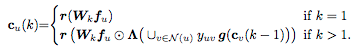 c_u(k) = { r(W_k f_u) if k = 1
r (W_k f_u ⊙ Λ(∪_{v∈N(u)} y_{uv} g(c_v(k−1))) if k > 1.